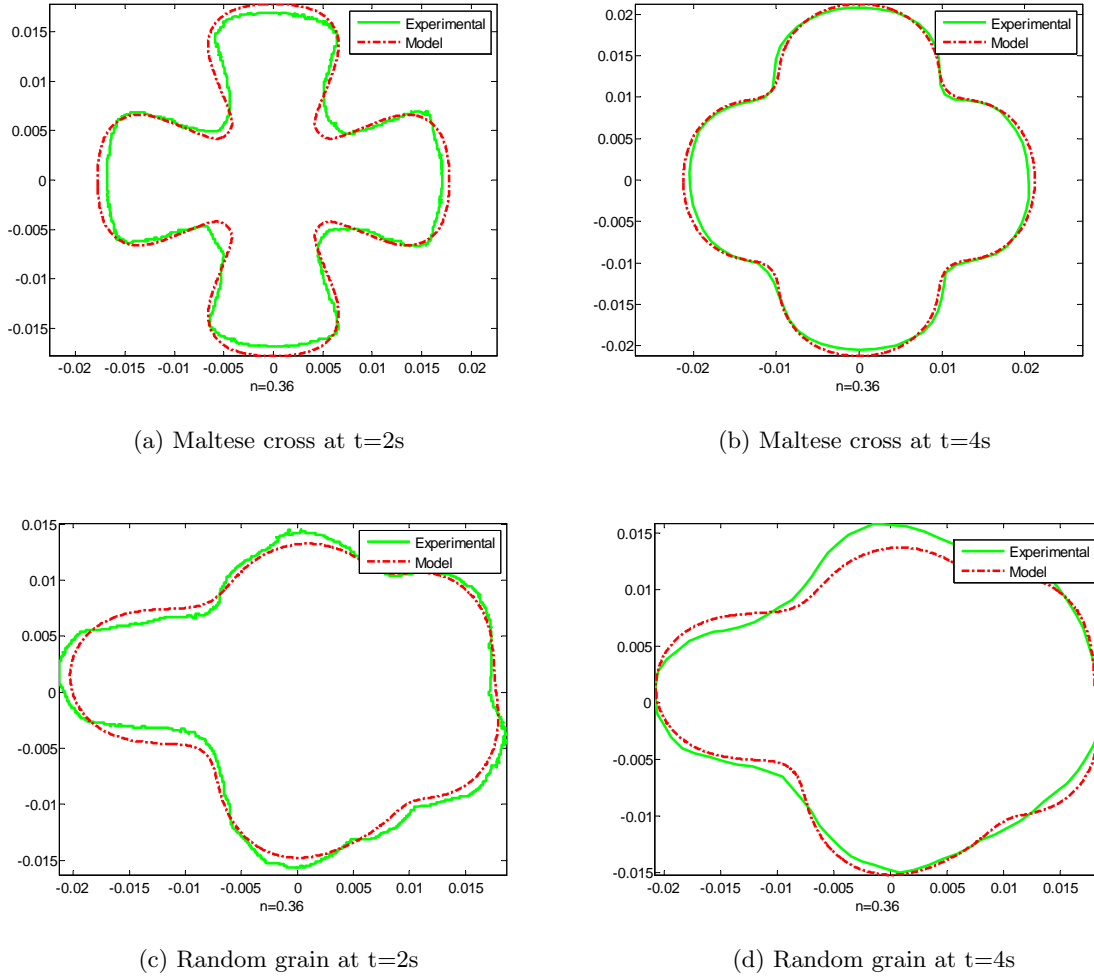 0.015
0.01
0.005
0
-0.005
-0.01
-0.015
-0.02 -0.015 -0.01 -0.005 0 0.005 0.01 0.015 0.02
n=0.36
Experimental
Model
(a) Maltese cross at t=2s
0.02
0.015
0.01
0.005
0
-0.005
-0.01
-0.015
-0.02
-0.02 -0.01 0 0.01 0.02
n=0.36
Experimental
Model
(b) Maltese cross at t=4s
0.015
0.01
0.005
0
-0.005
-0.01
-0.015
-0.02 -0.015 -0.01 -0.005 0 0.005 0.01 0.015
n=0.36
Experimental
Model
(c) Random grain at t=2s
0.015
0.01
0.005
0
-0.005
-0.01
-0.015
-0.02 -0.015 -0.01 -0.005 0 0.005 0.01 0.015
n=0.36
Experimental
Model
(d) Random grain at t=4s